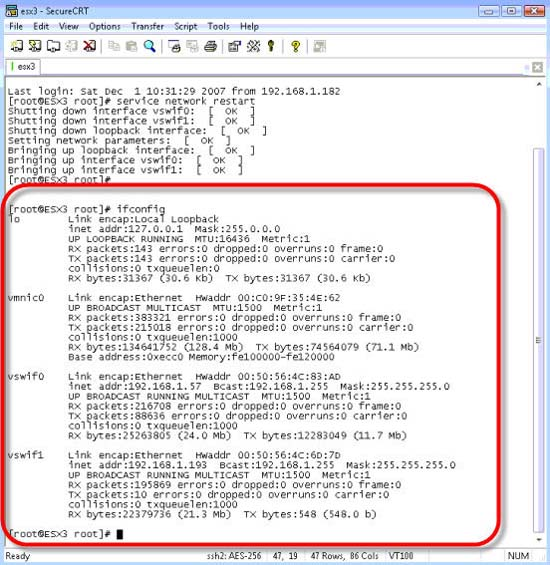 esx3 - SecureCRT
File Edit View Options Transfer Script Tools Help
esx3
Last login: Sat Dec 1 10:31:29 2007 from 192.168.1.182
[root@ESX3 root]# service network restart
Shutting down interface vswif0: [ OK ]
Shutting down interface vswif1: [ OK ]
Shutting down loopback interface: [ OK ]
Setting network parameters: [ OK ]
Bringing up loopback interface: [ OK ]
Bringing up interface vswif0: [ OK ]
Bringing up interface vswif1: [ OK ]
[root@ESX3 root]#
[root@ESX3 root]# ifconfig
lo Link encap:Local Loopback
inet addr:127.0.0.1 Mask:255.0.0.0
UP LOOPBACK RUNNING MTU:16436 Metric:1
RX packets:143 errors:0 dropped:0 overruns:0 frame:0
TX packets:143 errors:0 dropped:0 overruns:0 carrier:0
collisions:0 txqueuelen:0
RX bytes:31367 (30.6 Kb) TX bytes:31367 (30.6 Kb)
vmnic0 Link encap:Ethernet HWaddr 00:C0:9F:35:4E:62
UP BROADCAST MULTICAST MTU:1500 Metric:1
RX packets:383321 errors:0 dropped:0 overruns:0 frame:0
TX packets:215018 errors:0 dropped:0 overruns:0 carrier:0
collisions:0 txqueuelen:1000
RX bytes:134641752 (128.4 Mb) TX bytes:74564079 (71.1 Mb)
Base address:0xecc0 Memory:fe100000-fe120000
vswif0 Link encap:Ethernet HWaddr 00:50:56:4C:83:AD
inet addr:192.168.1.57 Bcast:192.168.1.255 Mask:255.255.255.0
UP BROADCAST RUNNING MULTICAST MTU:1500 Metric:1
RX packets:216708 errors:0 dropped:0 overruns:0 frame:0
TX packets:88636 errors:0 dropped:0 overruns:0 carrier:0
collisions:0 txqueuelen:1000
RX bytes:25263805 (24.0 Mb) TX bytes:12283049 (11.7 Mb)
vswif1 Link encap:Ethernet HWaddr 00:50:56:4C:6D:7D
inet addr:192.168.1.193 Bcast:192.168.1.255 Mask:255.255.255.0
UP BROADCAST RUNNING MULTICAST MTU:1500 Metric:1
RX packets:195869 errors:0 dropped:0 overruns:0 frame:0
TX packets:10 errors:0 dropped:0 overruns:0 carrier:0
collisions:0 txqueuelen:1000
RX bytes:22379736 (21.3 Mb) TX bytes:548 (548.0 b)
[root@ESX3 root]#
Ready ssh2: AES-256 47, 19 47 Rows, 86 Cols VT100 NUM